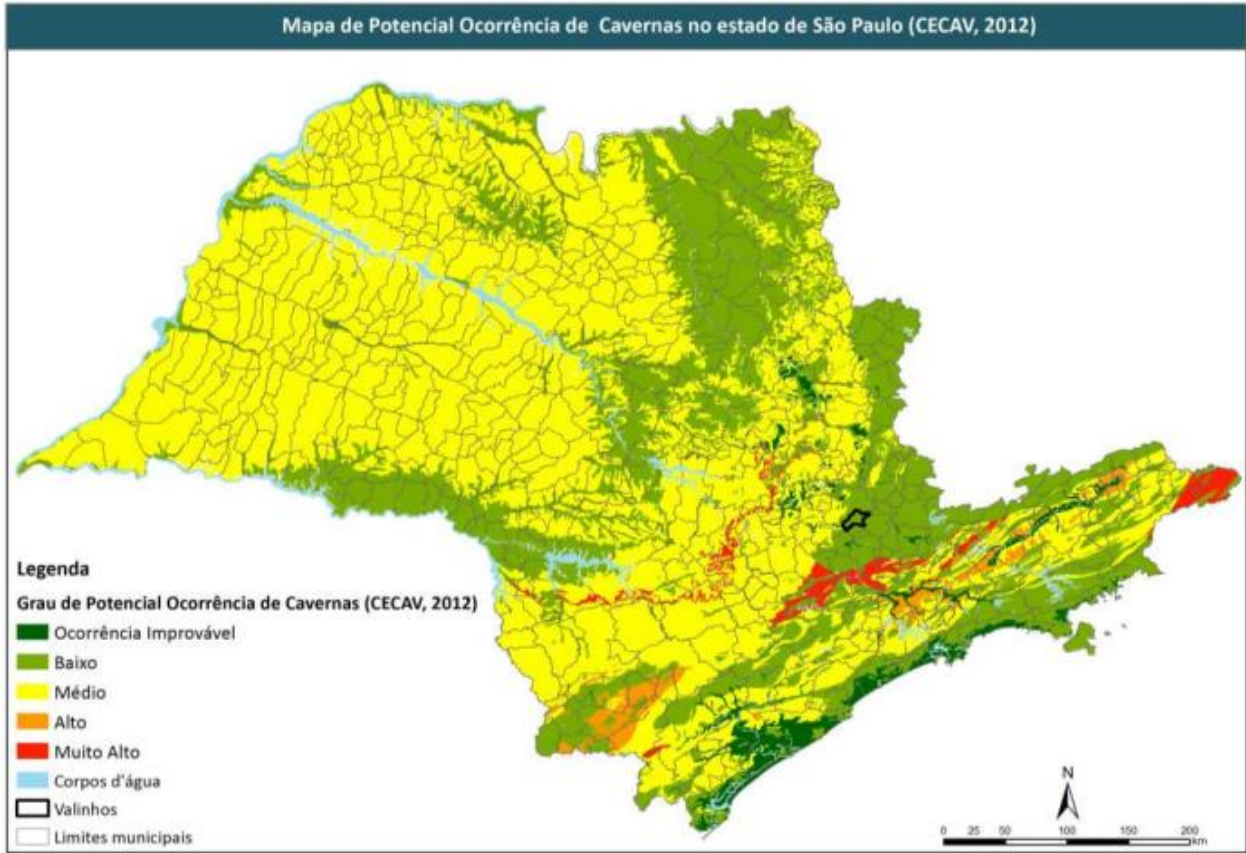 Mapa de Potencial Ocorrência de Cavernas no estado de São Paulo (CECAV, 2012)
Legenda
Grau de Potencial Ocorrência de Cavernas (CECAV, 2012)
Ocorrência Improvável
Baixo
Médio
Alto
Muito Alto
Corpos d'água
Valinhos
Limites municipais
N
0 25 50 100 150 200
km